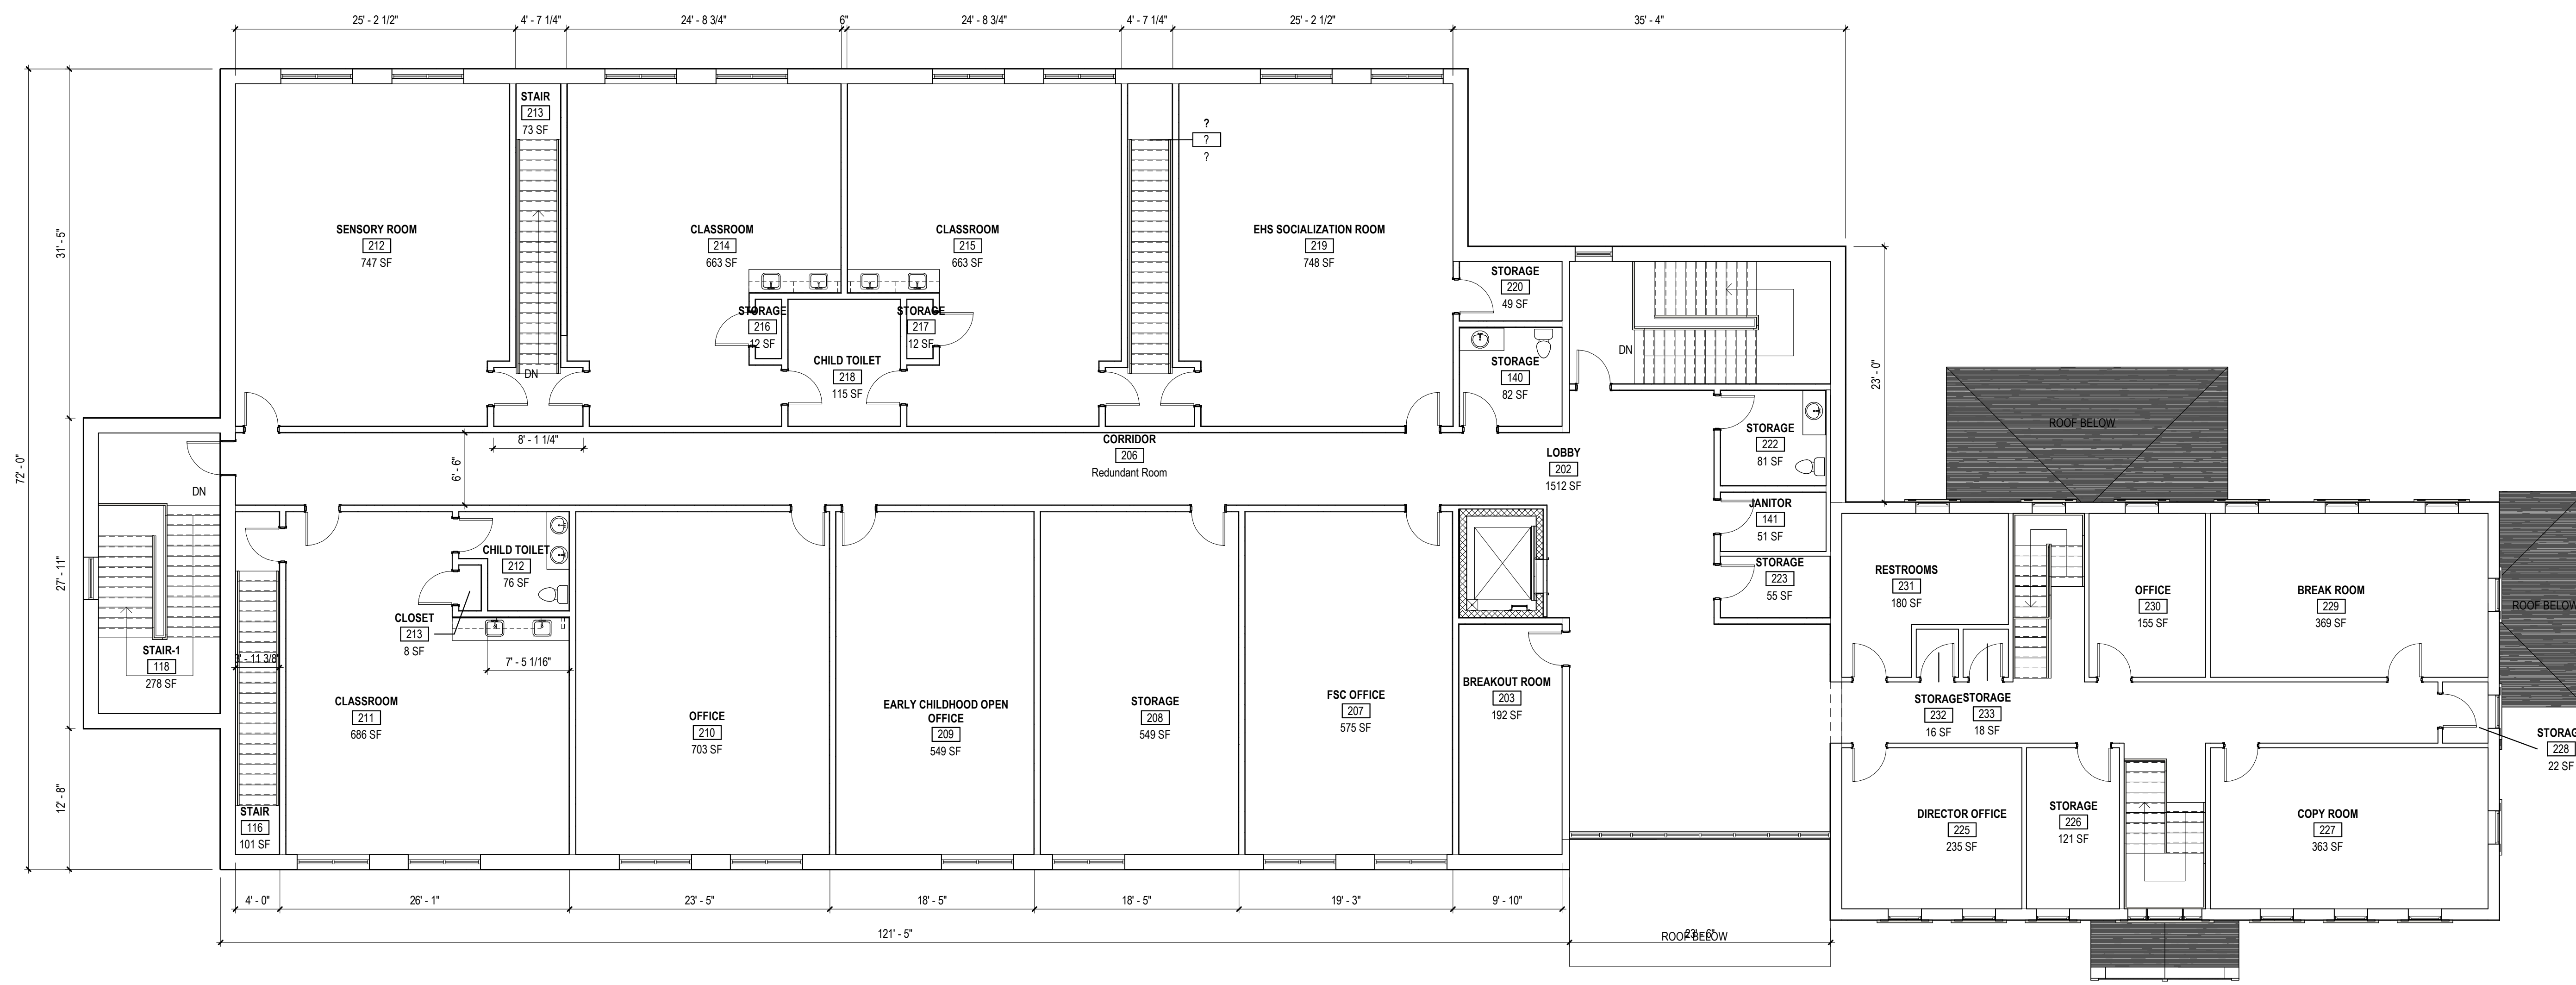 25' - 2 1/2"
4' - 7 1/4"
24' - 8 3/4"
6"
24' - 8 3/4"
4' - 7 1/4"
25' - 2 1/2"
35' - 4"
STAIR
213
73 SF
?
?
?
SENSORY ROOM
212
747 SF
CLASSROOM
214
663 SF
CLASSROOM
215
663 SF
EHS SOCIALIZATION ROOM
219
748 SF
31' - 5"
STORAGE
220
49 SF
STORAGE
216
12 SF
STORAGE
217
12 SF
CHILD TOILET
218
115 SF
DN
STORAGE
140
82 SF
DN
23' - 0"
ROOF BELOW
8' - 1 1/4"
6' - 6"
CORRIDOR
206
Redundant Room
LOBBY
202
1512 SF
STORAGE
222
81 SF
72' - 0"
DN
JANITOR
141
51 SF
STORAGE
223
55 SF
27' - 11"
CHILD TOILET
212
76 SF
CLOSET
213
8 SF
7' - 5 1/16"
STAIR-1
118
278 SF
3' - 11 3/8"
RESTROOMS
231
180 SF
OFFICE
230
155 SF
BREAK ROOM
229
369 SF
ROOF BELOW
CLASSROOM
211
686 SF
OFFICE
210
703 SF
EARLY CHILDHOOD OPEN
OFFICE
209
549 SF
STORAGE
208
549 SF
FSC OFFICE
207
575 SF
BREAKOUT ROOM
203
192 SF
STORAGE
232
16 SF
STORAGE
233
18 SF
STORAG
228
22 SF
12' - 8"
STAIR
116
101 SF
DIRECTOR OFFICE
225
235 SF
STORAGE
226
121 SF
COPY ROOM
227
363 SF
4' - 0"
26' - 1"
23' - 5"
18' - 5"
18' - 5"
19' - 3"
9' - 10"
121' - 5"
23' - 6"
ROOF BELOW